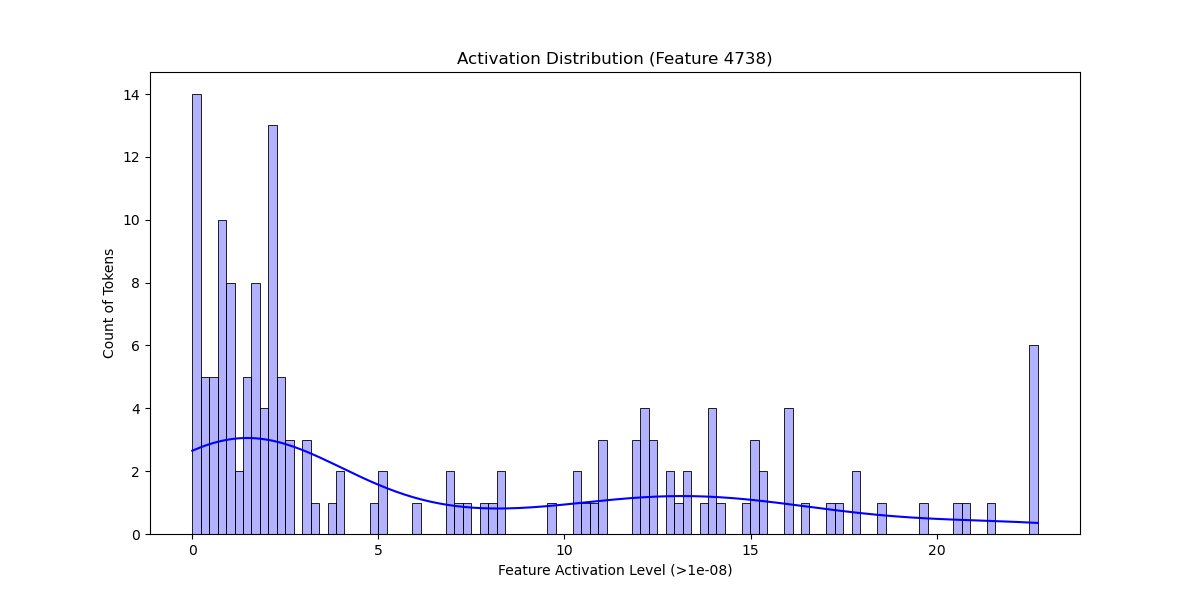 Activation Distribution (Feature 4738)
14
12
10
8
6
4
2
0
Count of Tokens
0 5 10 15 20
Feature Activation Level (>1e-08)